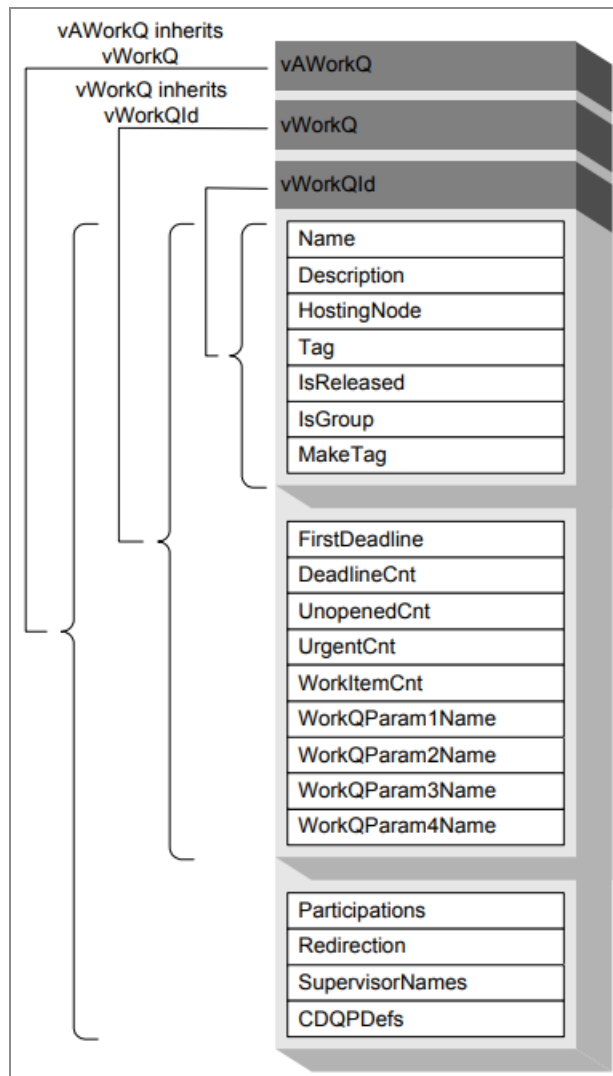 vAWorkQ inherits
vWorkQ
vWorkQ inherits
vWorkQId
vAWorkQ
vWorkQ
vWorkQId
Name
Description
HostingNode
Tag
IsReleased
IsGroup
MakeTag
FirstDeadline
DeadlineCnt
UnopenedCnt
UrgentCnt
WorkItemCnt
WorkQParam1Name
WorkQParam2Name
WorkQParam3Name
WorkQParam4Name
Participations
Redirection
SupervisorNames
CDQPDefs